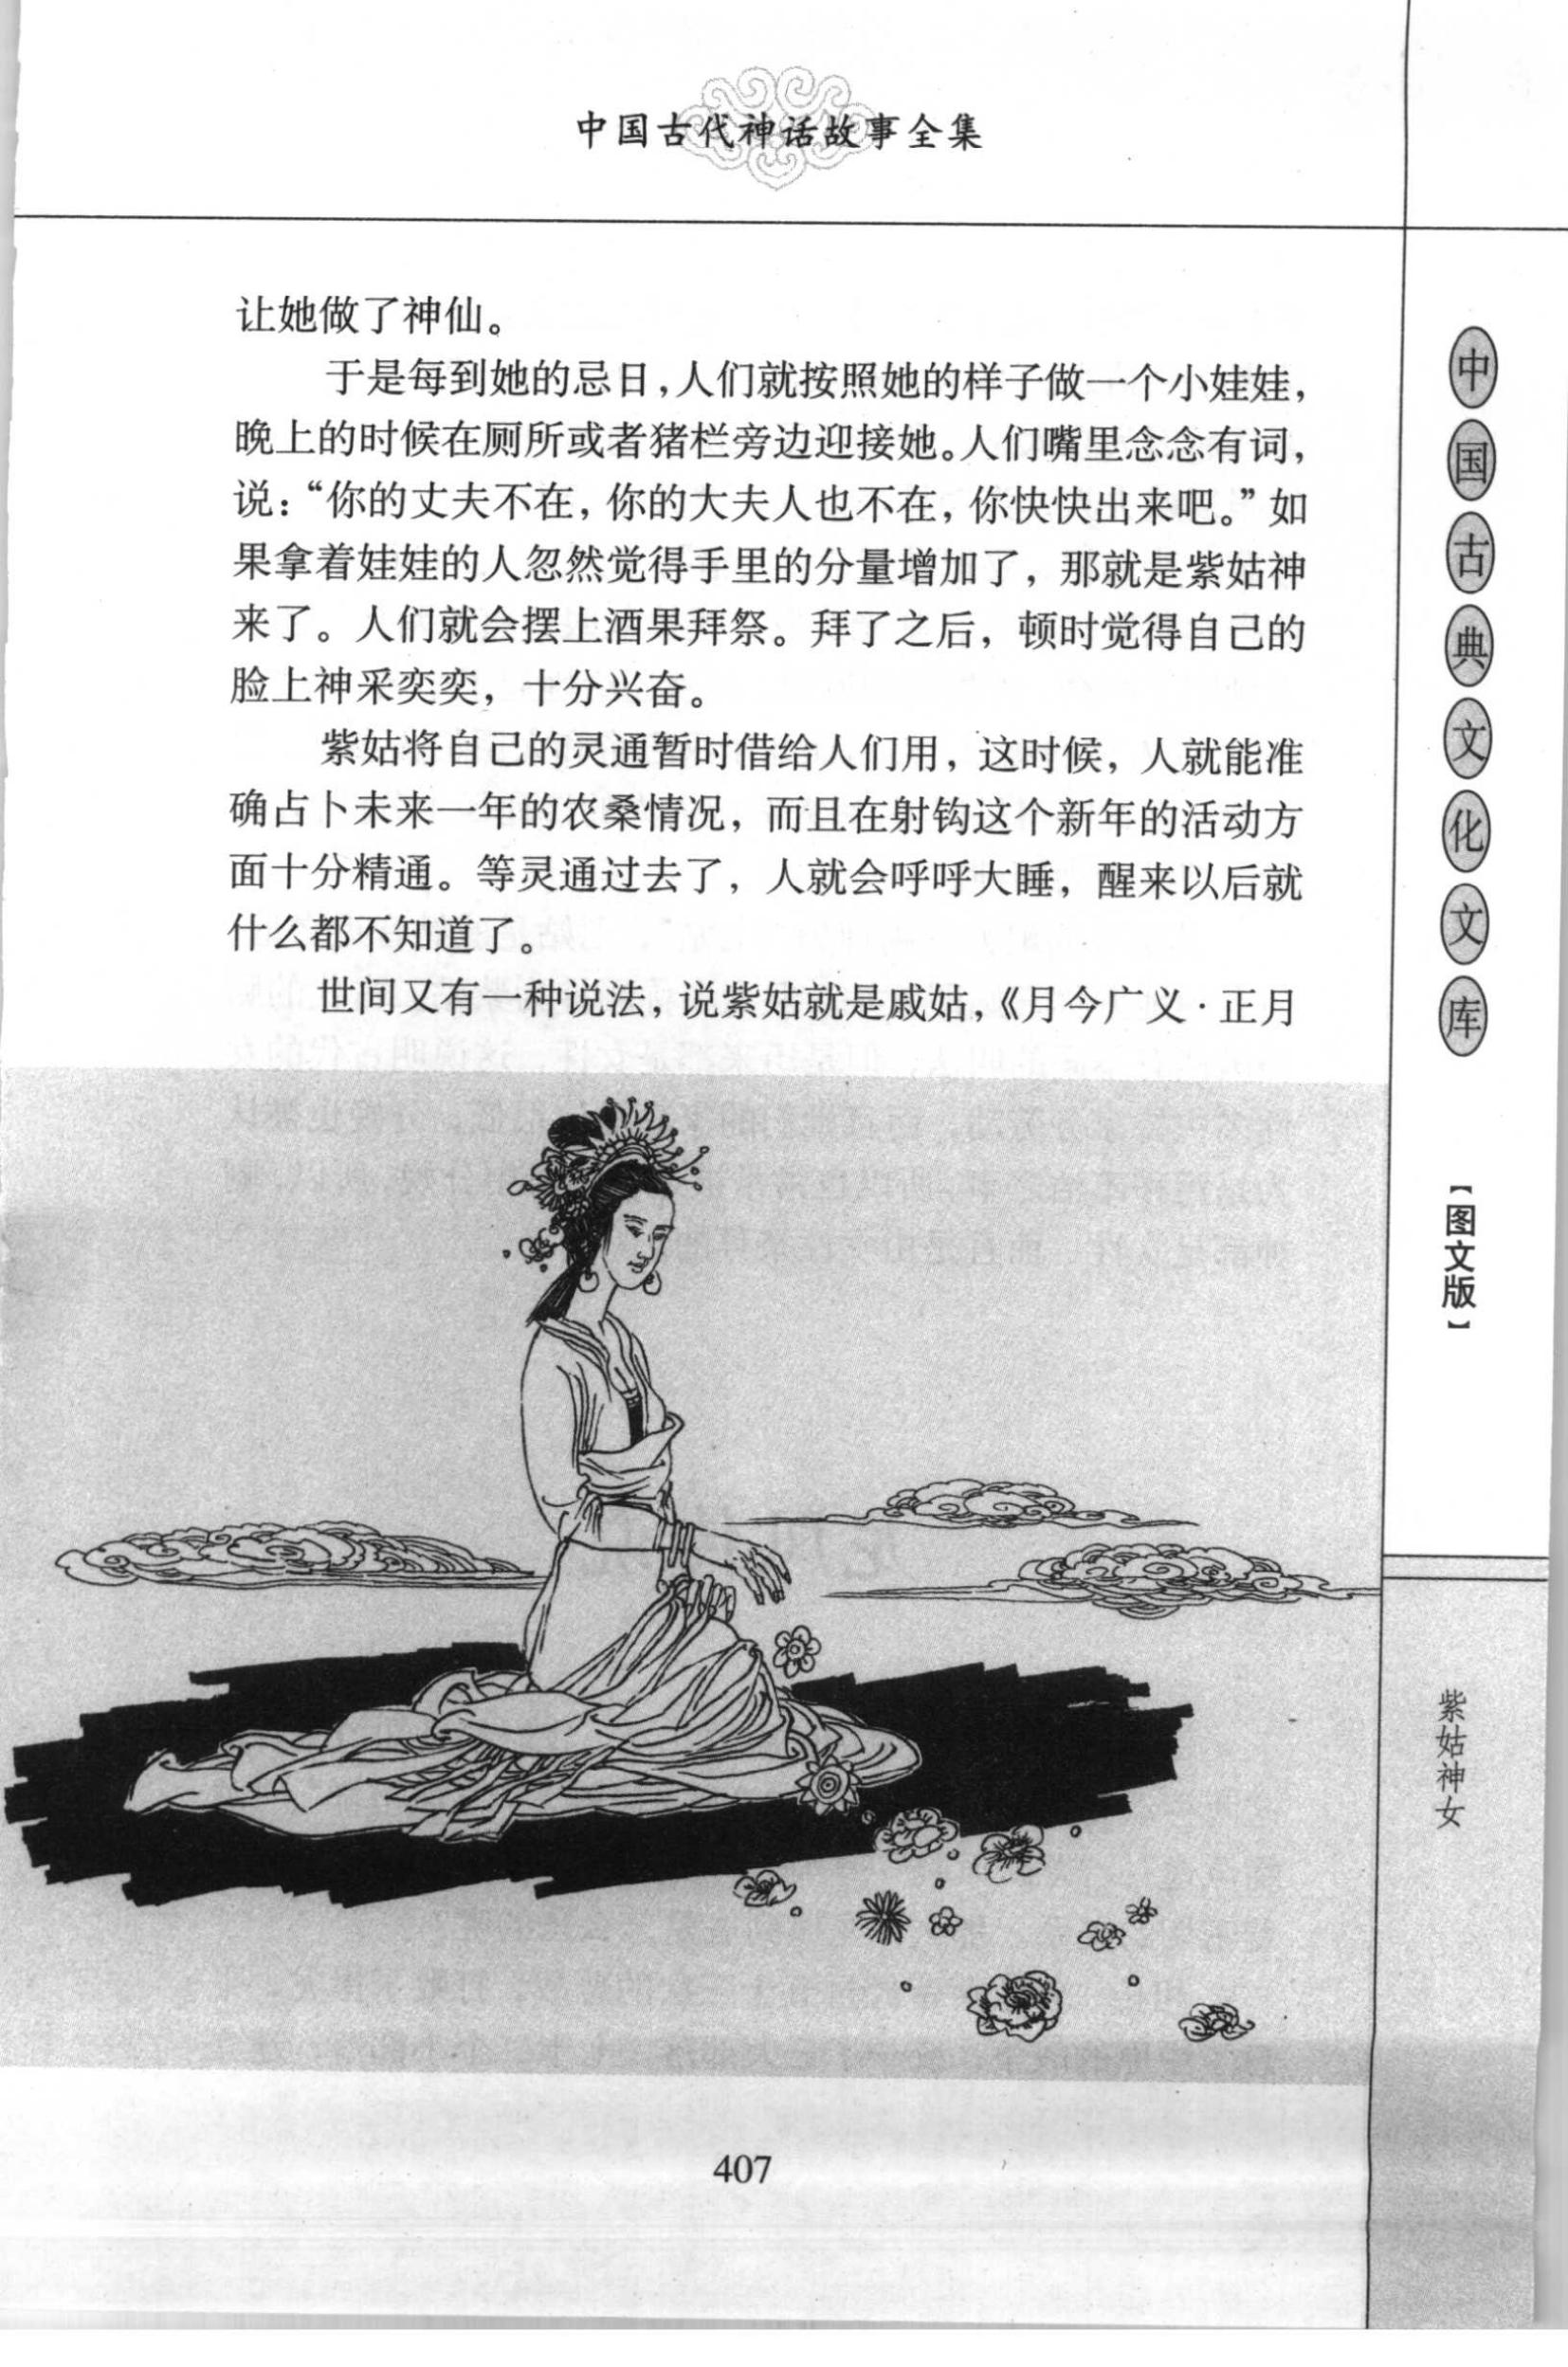 中国古代神话故事全集
让她做了神仙。
于是每到她的忌日，人们就按照她的样子做一个小娃娃，
晚上的时候在厕所或者猪栏旁边迎接她。人们嘴里念念有词，
说：“你的丈夫不在，你的大夫人也不在，你快快出来吧。”如
果拿着娃娃的人忽然觉得手里的分量增加了，那就是紫姑神
来了。人们就会摆上酒果拜祭。拜了之后，顿时觉得自己的
脸上神采奕奕，十分兴奋。
紫姑将自己的灵通暂时借给人们用，这时候，人就能准
确占卜未来一年的农桑情况，而且在射钩这个新年的活动方
面十分精通。等灵通过去了，人就会呼呼大睡，醒来以后就
什么都不知道了。
世间又有一种说法，说紫姑就是戚姑，《月今广义·正月
中国古典文化文库
【图文版】
紫姑神女
407